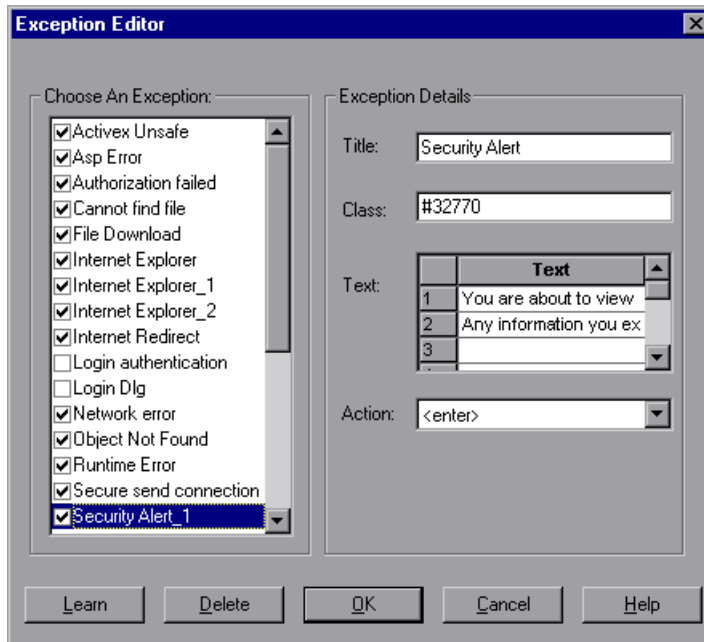 Exception Editor
Choose An Exception:
Activex Unsafe
Asp Error
Authorization failed
Cannot find file
File Download
Internet Explorer
Internet Explorer_1
Internet Explorer_2
Internet Redirect
Login authentication
Login Dlg
Network error
Object Not Found
Runtime Error
Secure send connection
Security Alert_1
Exception Details
Title: Security Alert
Class: #32770
Text:
Text
1 You are about to view
2 Any information you ex
3
Action: <enter>
Learn Delete OK Cancel Help